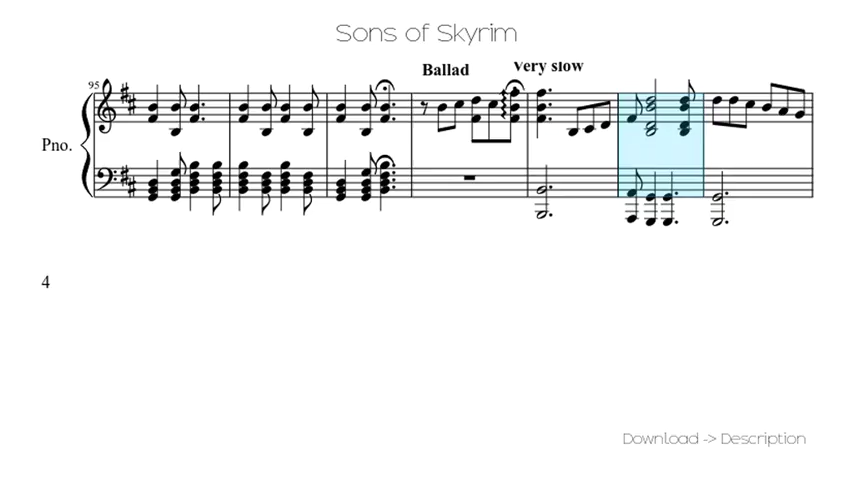 Sons of Skyrim
Ballad
Very slow
95
Pno.
4
Download -> Description